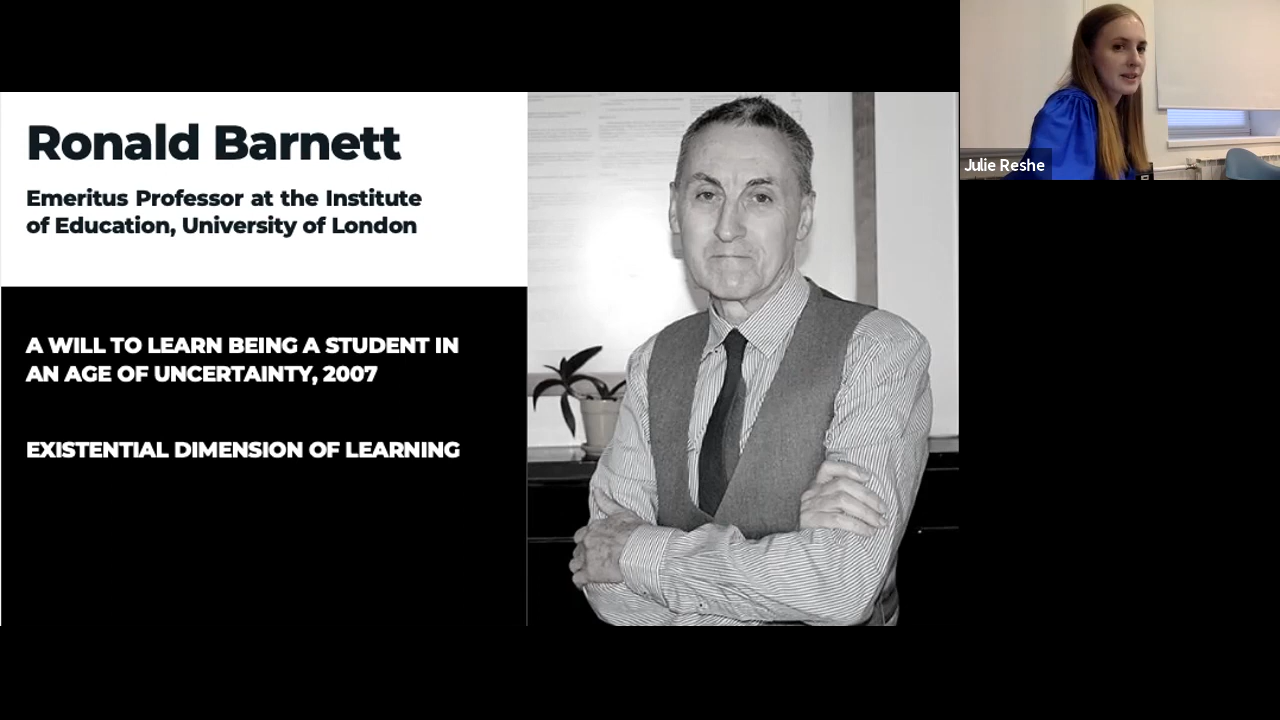 Ronald Barnett
Emeritus Professor at the Institute
of Education, University of London
A WILL TO LEARN BEING A STUDENT IN
AN AGE OF UNCERTAINTY, 2007
EXISTENTIAL DIMENSION OF LEARNING
Julie Reshe